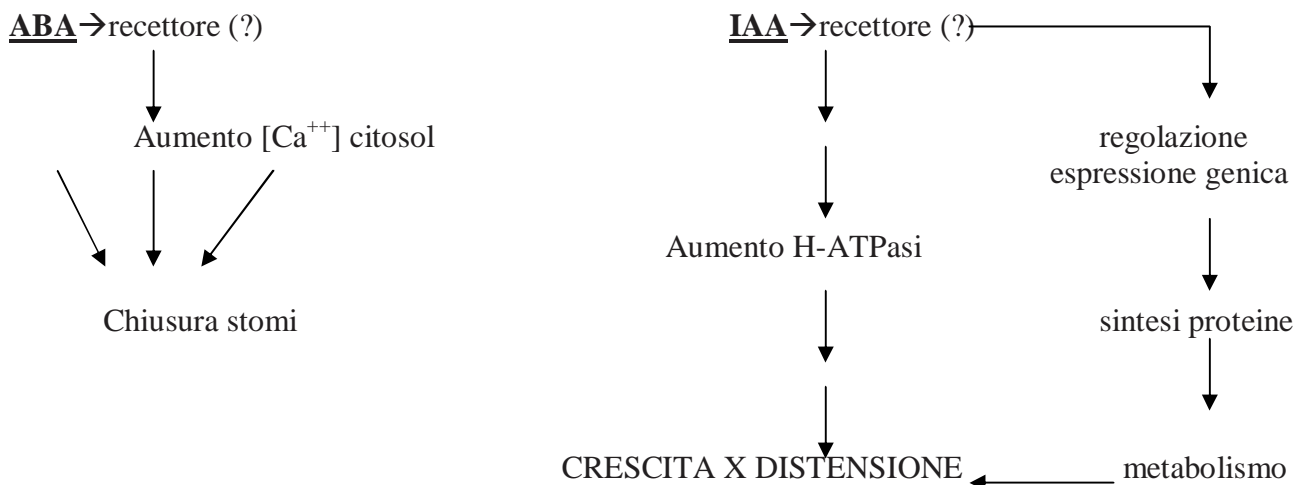 ABA→recettore (?)
Aumento [Ca++] citosol
Chiusura stomi
IAA→recettore (?)
Aumento H-ATPasi
CRESCITA X DISTENSIONE
regolazione
espressione genica
sintesi proteine
metabolismo